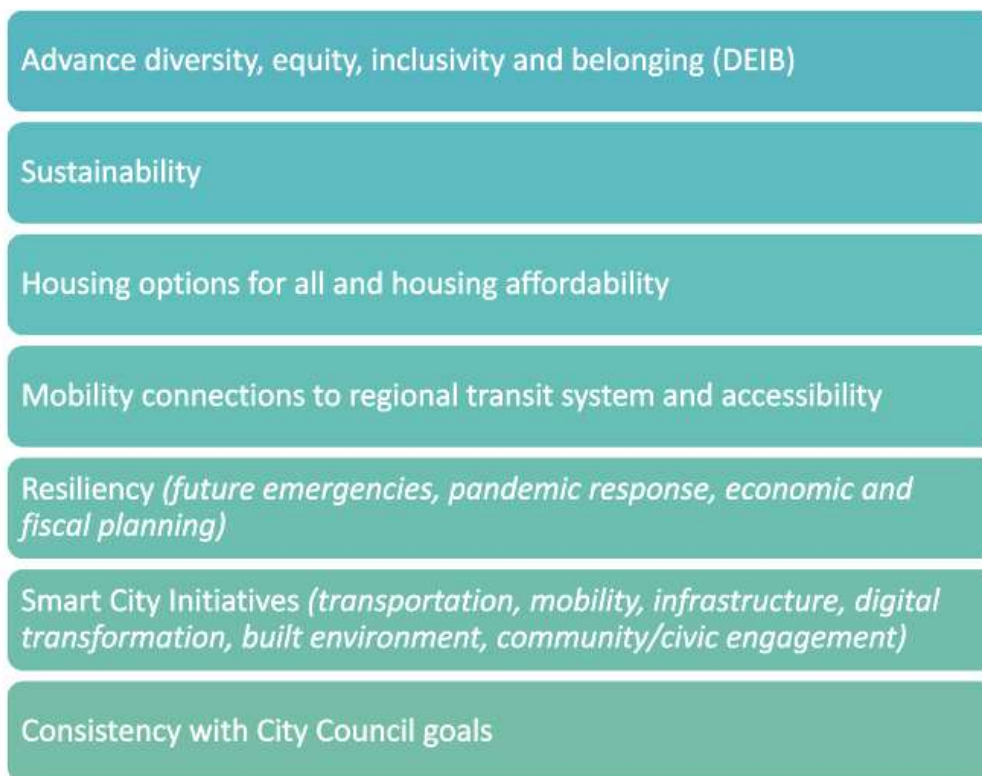 Advance diversity, equity, inclusivity and belonging (DEIB)
Sustainability
Housing options for all and housing affordability
Mobility connections to regional transit system and accessibility
Resiliency (future emergencies, pandemic response, economic and
fiscal planning)
Smart City Initiatives (transportation, mobility, infrastructure, digital
transformation, built environment, community/civic engagement)
Consistency with City Council goals